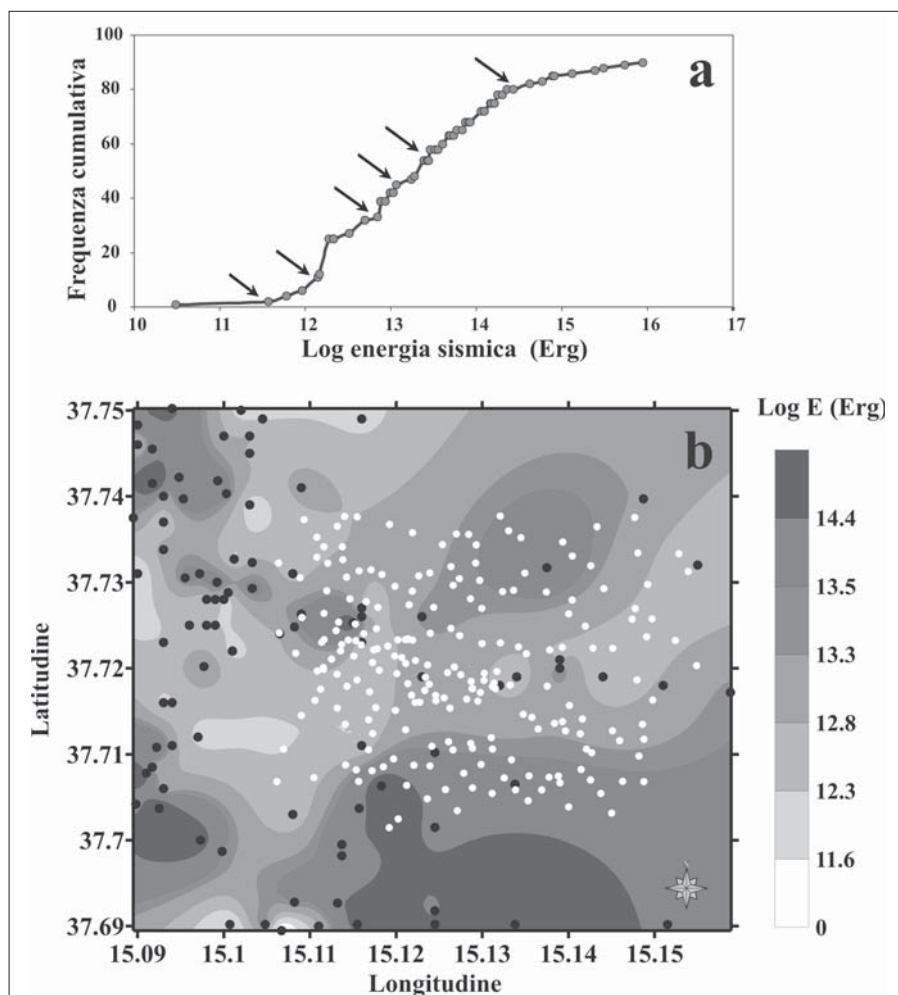 100
80
60
40
20
0
Frequenza cumulativa
a
10 11 12 13 14 15 16 17
Log energia sismica (Erg)
Log E (Erg)
b
37.75
37.74
37.73
37.72
37.71
37.7
37.69
Latitudine
14.4
13.5
13.3
12.8
12.3
11.6
0
15.09 15.1 15.11 15.12 15.13 15.14 15.15
Longitudine